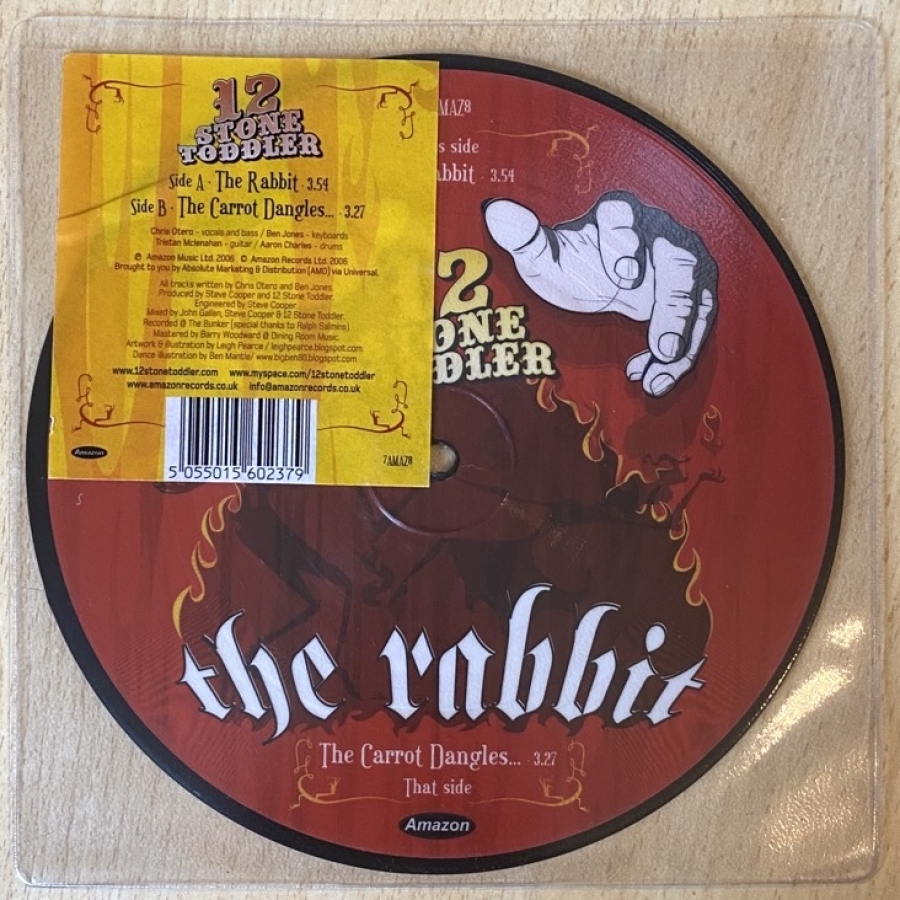 12
STONE
TODDLER
Side A - The Rabbit - 3.54
Side B - The Carrot Dangles... - 3.27
Chris Otero - vocals and bass / Ben Jones - keyboards
Tristan Mclenahan - guitar / Aaron Charles - drums
℗ Amazon Music Ltd. 2006 © Amazon Records Ltd. 2006
Brought to you by Absolute Marketing & Distribution (AMD) via Universal.
All tracks written by Chris Otero and Ben Jones.
Produced by Steve Cooper and 12 Stone Toddler.
Engineered by Steve Cooper.
Mixed by John Gallen, Steve Cooper & 12 Stone Toddler.
Recorded @ The Bunker (special thanks to Ralph Salmins)
Mastered by Barry Woodward @ Dining Room Music.
Artwork & illustration by Leigh Pearce / leighpearce.blogspot.com
Dance illustration by Ben Mantle/ www.bigben80.blogspot.com
www.12stonetoddler.com www.myspace.com/12stonetoddler
www.amazonrecords.co.uk info@amazonrecords.co.uk
Amazon
7AMAZ8
5 055015 602379
MAZ8
s side
bbit - 3.54
2
ONE
DLER
the rabbit
The Carrot Dangles... - 3.27
That side
Amazon